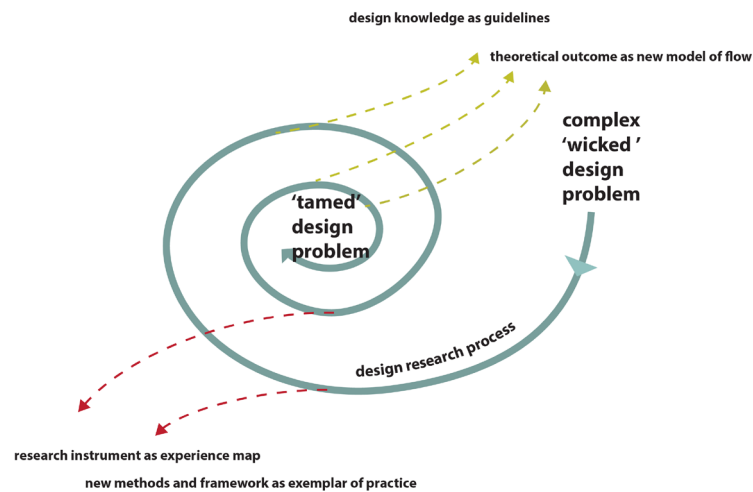 design knowledge as guidelines
theoretical outcome as new model of flow
complex
‘wicked ’
design
problem
‘tamed’
design
problem
design research process
research instrument as experience map
new methods and framework as exemplar of practice